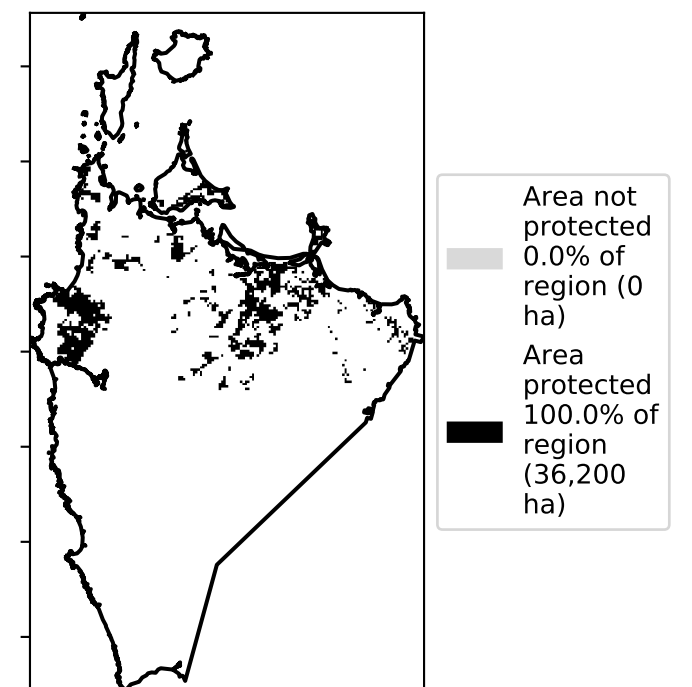 Area not
protected
0.0% of
region (0
ha)
Area
protected
100.0% of
region
(36,200
ha)